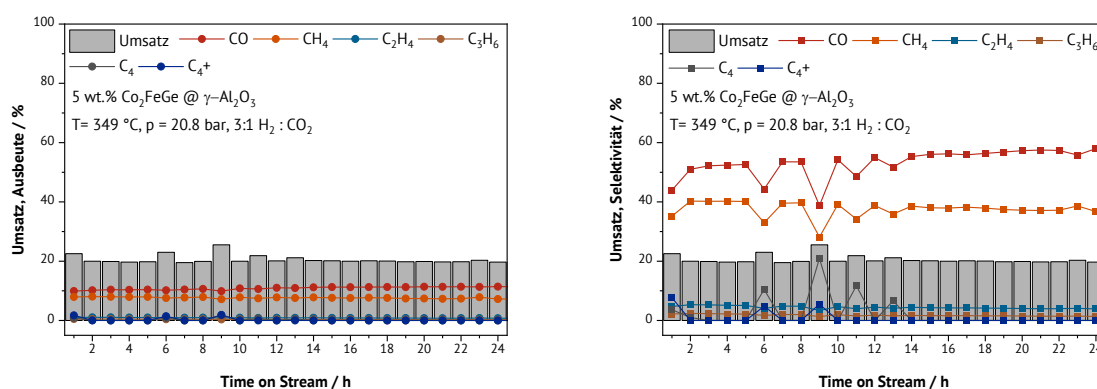 100
80
60
40
20
0
Umsatz, Ausbeute / %
Umsatz CO CH₄ C₂H₄ C₃H₆
C₄ C₄+
5 wt.% Co₂FeGe @ γ–Al₂O₃
T= 349 °C, p = 20.8 bar, 3:1 H₂ : CO₂
2 4 6 8 10 12 14 16 18 20 22 24
Time on Stream / h
100
80
60
40
20
0
Umsatz, Selektivität / %
Umsatz CO CH₄ C₂H₄ C₃H₆
C₄ C₄+
5 wt.% Co₂FeGe @ γ–Al₂O₃
T= 349 °C, p = 20.8 bar, 3:1 H₂ : CO₂
2 4 6 8 10 12 14 16 18 20 22 24
Time on Stream / h